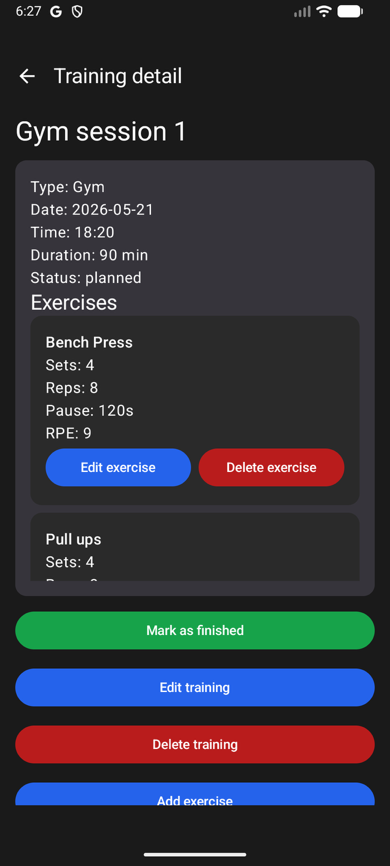 6:27
Training detail
Gym session 1
Type: Gym
Date: 2026-05-21
Time: 18:20
Duration: 90 min
Status: planned
Exercises
Bench Press
Sets: 4
Reps: 8
Pause: 120s
RPE: 9
Edit exercise
Delete exercise
Pull ups
Sets: 4
Mark as finished
Edit training
Delete training
Add exercise